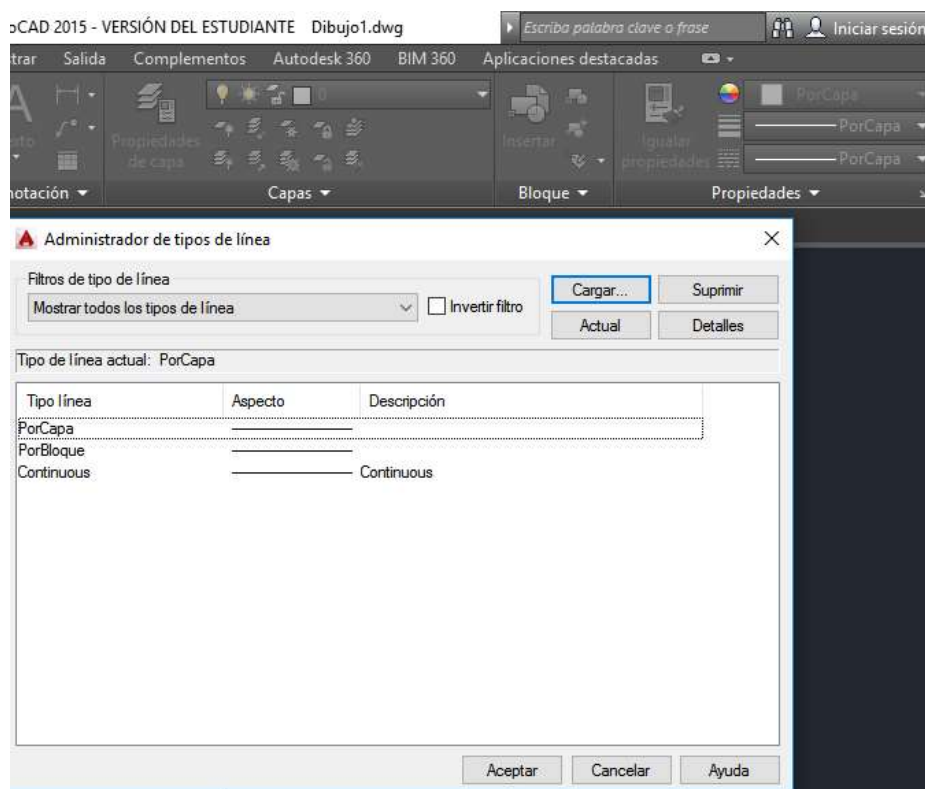 oCAD 2015 - VERSIÓN DEL ESTUDIANTE Dibujo1.dwg
Escriba palabra clave o frase
Iniciar sesión
trar Salida Complementos Autodesk 360 BIM 360 Aplicaciones destacadas
Propiedades de capa
0
Insertar
Igualar propiedades
PorCapa
PorCapa
PorCapa
notación Capas Bloque Propiedades
Administrador de tipos de línea
Filtros de tipo de línea
Mostrar todos los tipos de línea
Invertir filtro
Cargar... Suprimir
Actual Detalles
Tipo de línea actual: PorCapa
Tipo línea Aspecto Descripción
PorCapa
PorBloque
Continuous Continuous
Aceptar Cancelar Ayuda